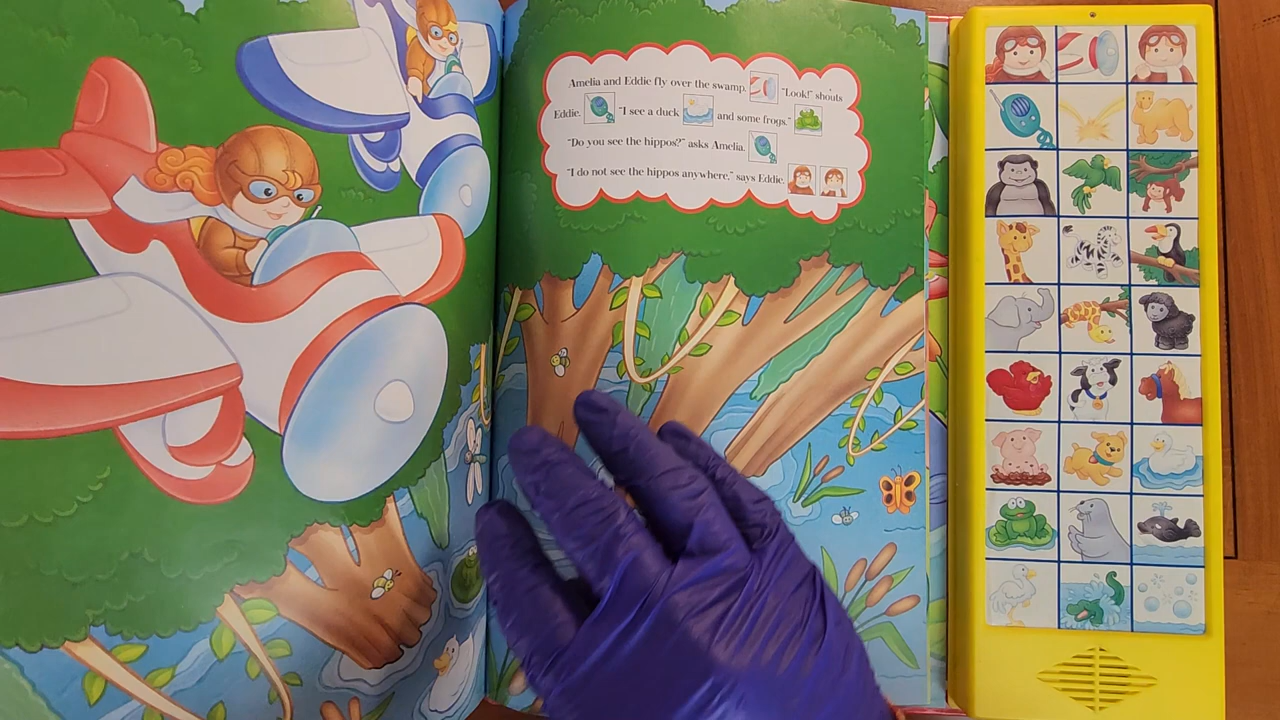 Amelia and Eddie fly over the swamp. "Look!" shouts
Eddie. "I see a duck and some frogs."
"Do you see the hippos?" asks Amelia.
"I do not see the hippos anywhere," says Eddie.